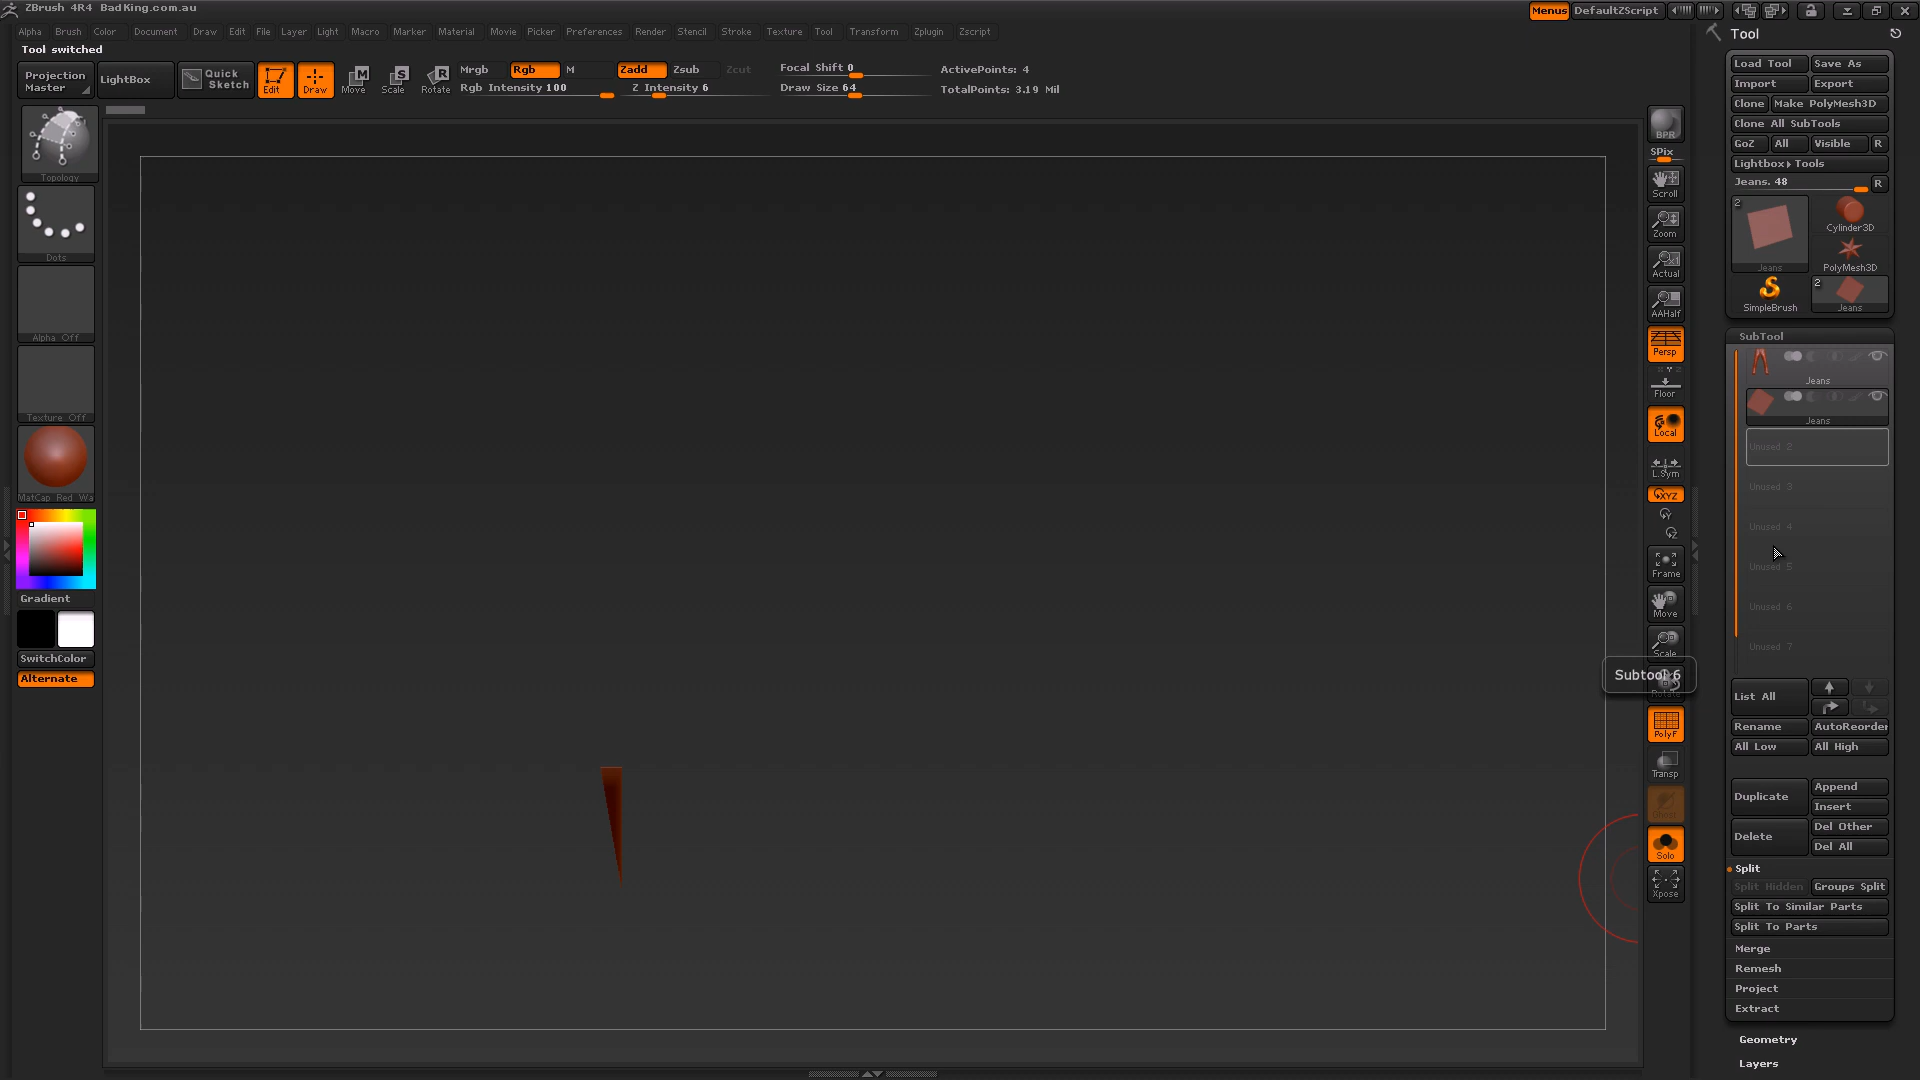 ZBrush 4R4 BadKing.com.au
Menus DefaultZScript
Alpha Brush Color Document Draw Edit File Layer Light Macro Marker Material Movie Picker Preferences Render Stencil Stroke Texture Tool Transform Zplugin Zscript
Tool switched
Projection Master
LightBox
Quick Sketch
Edit
Draw
Move
Scale
Rotate
Mrgb Rgb M
Rgb Intensity 100
Zadd Zsub Zcut
Z Intensity 6
Focal Shift 0
Draw Size 64
ActivePoints: 4
TotalPoints: 3.19 Mil
Topology
Dots
Alpha Off
Texture Off
MatCap Red Wa
Gradient
SwitchColor
Alternate
BPR
SPix
Scroll
Zoom
Actual
AAHalf
Persp
Floor
Local
L.Sym
XYZ
Frame
Move
Scale
Rotate
PolyF
Transp
Solo
Xpose
Subtool 6
Tool
Load Tool Save As
Import Export
Clone Make PolyMesh3D
Clone All SubTools
GoZ All Visible R
Lightbox▸Tools
Jeans. 48 R
2
Jeans
Cylinder3D
PolyMesh3D
SimpleBrush
2
Jeans
SubTool
Jeans
Jeans
Unused 2
Unused 3
Unused 4
Unused 5
Unused 6
Unused 7
List All
Rename AutoReorder
All Low All High
Duplicate
Append
Insert
Delete
Del Other
Del All
Split
Split Hidden Groups Split
Split To Similar Parts
Split To Parts
Merge
Remesh
Project
Extract
Geometry
Layers